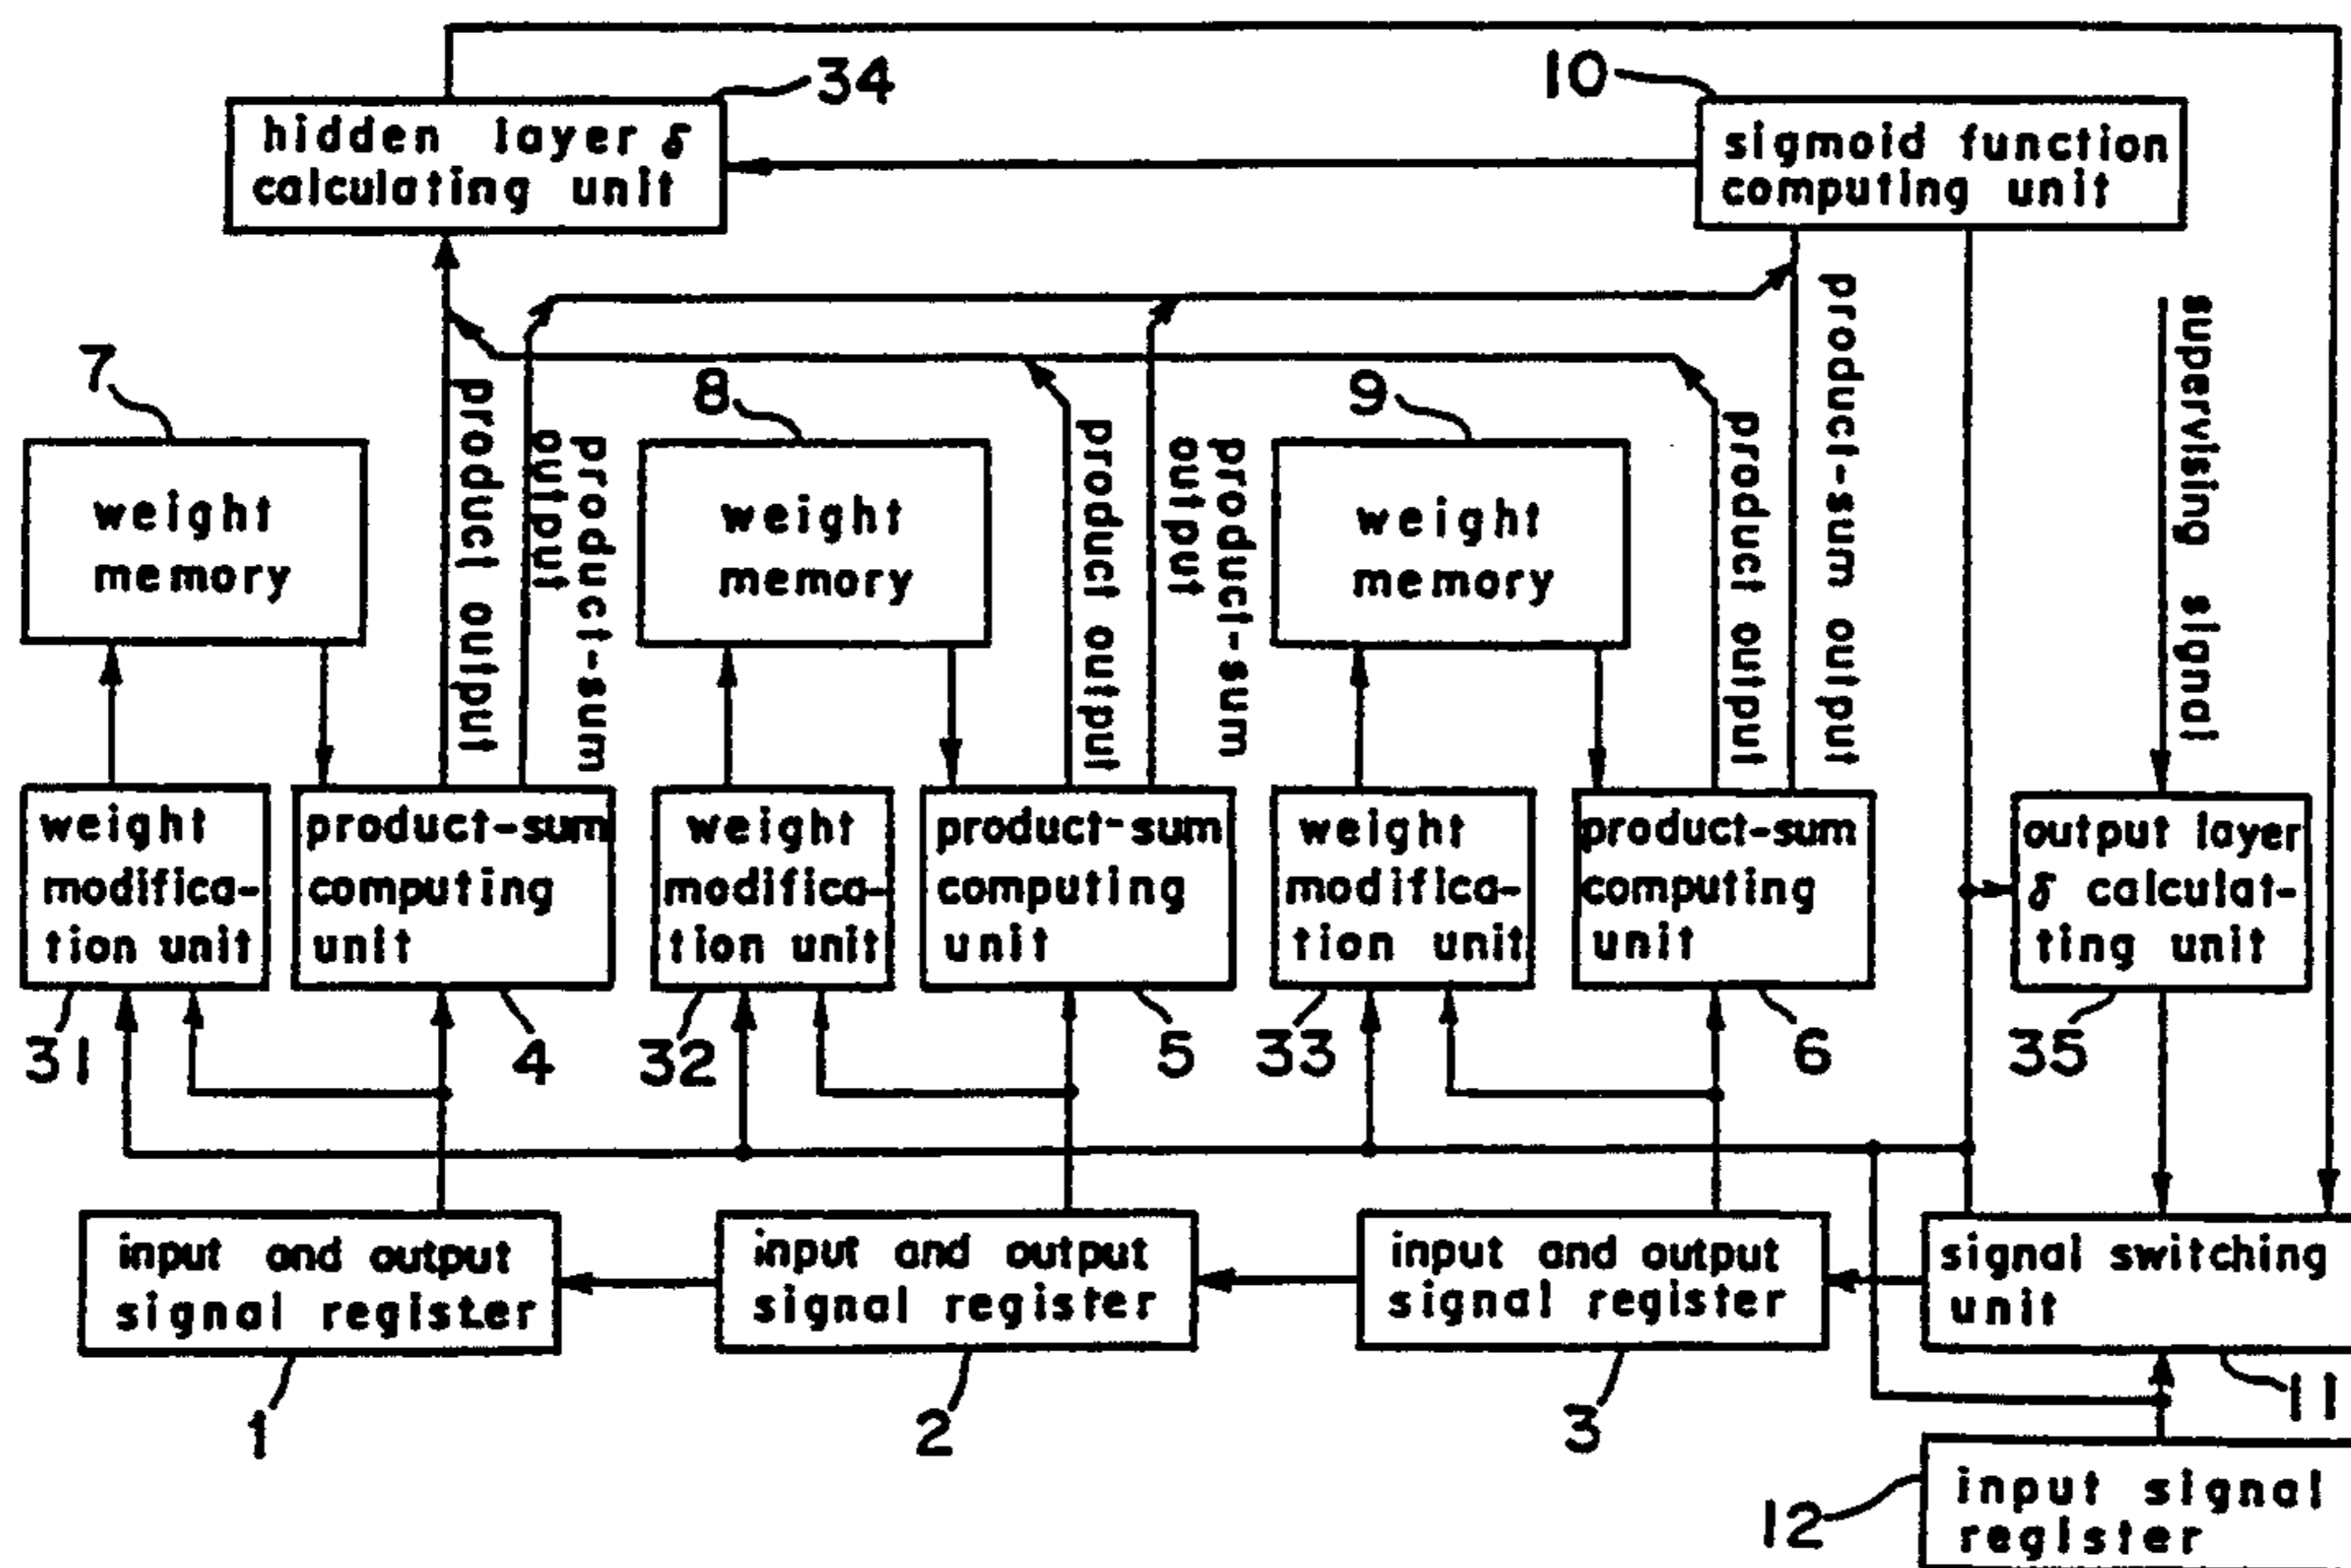 34
10
hidden layer δ
calculating unit
sigmoid function
computing unit
7
8
9
weight
memory
product output
product-sum
output
weight
memory
product output
product-sum
output
weight
memory
product output
product-sum output
supervising signal
weight
modifica-
tion unit
product-sum
computing
unit
weight
modifica-
tion unit
product-sum
computing
unit
weight
modifica-
tion unit
product-sum
computing
unit
output layer
δ calculat-
ting unit
31
4
32
5
33
6
35
input and output
signal register
input and output
signal register
input and output
signal register
signal switching
unit
1
2
3
11
12
input signal
register